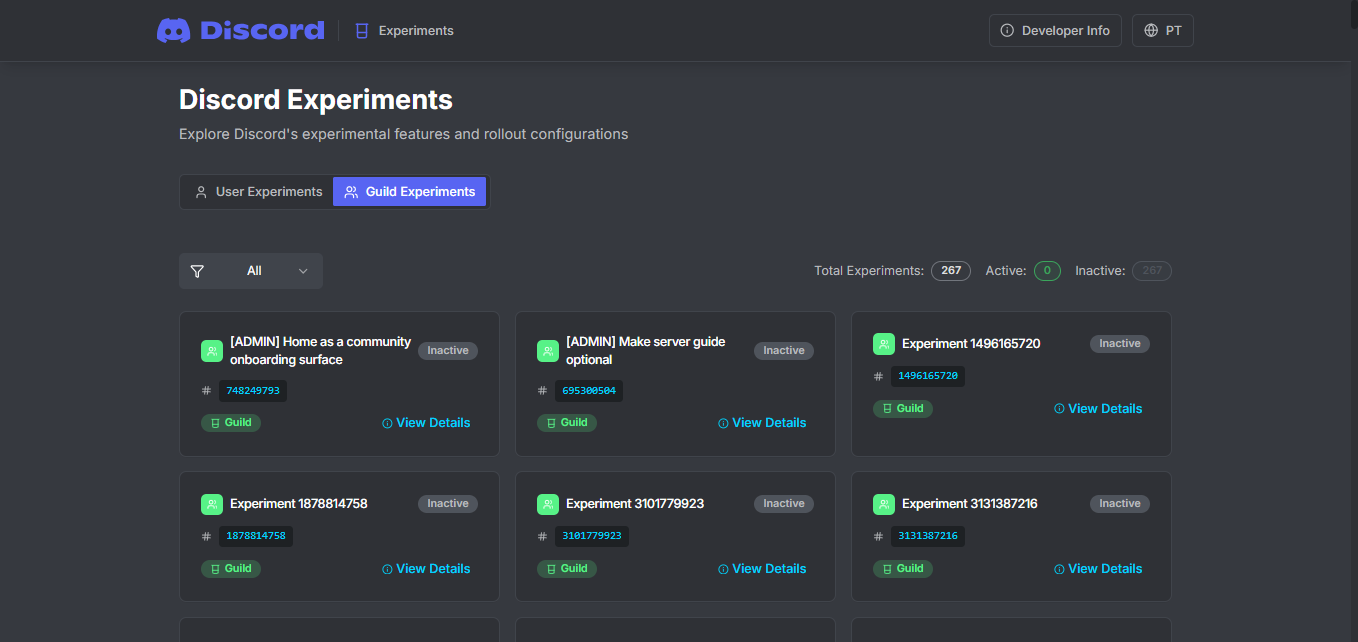 Discord
Experiments
Developer Info
PT
Discord Experiments
Explore Discord's experimental features and rollout configurations
User Experiments
Guild Experiments
All
Total Experiments: 267 Active: 0 Inactive: 267
[ADMIN] Home as a community
onboarding surface
Inactive
# 748249793
Guild
View Details
[ADMIN] Make server guide
optional
Inactive
# 695300504
Guild
View Details
Experiment 1496165720
Inactive
# 1496165720
Guild
View Details
Experiment 1878814758
Inactive
# 1878814758
Guild
View Details
Experiment 3101779923
Inactive
# 3101779923
Guild
View Details
Experiment 3131387216
Inactive
# 3131387216
Guild
View Details